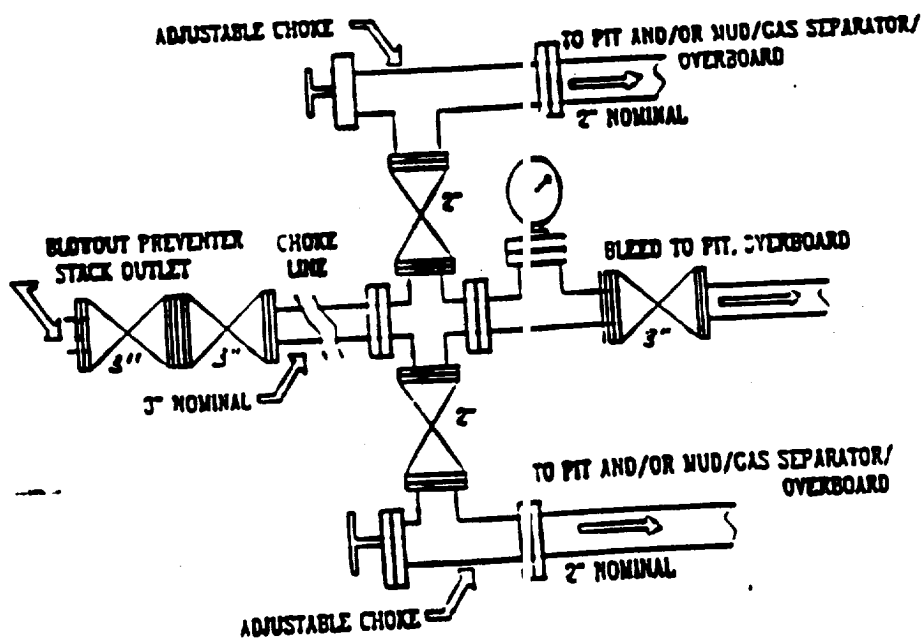 ADJUSTABLE CHOKE
TO PIT AND/OR MUD/GAS SEPARATOR/
OVERBOARD
2" NOMINAL
2"
BLOWOUT PREVENTER
STACK OUTLET
CHOKE
LINE
BLEED TO PIT, OVERBOARD
3"
3"
3"
3" NOMINAL
2"
TO PIT AND/OR MUD/GAS SEPARATOR/
OVERBOARD
2" NOMINAL
ADJUSTABLE CHOKE